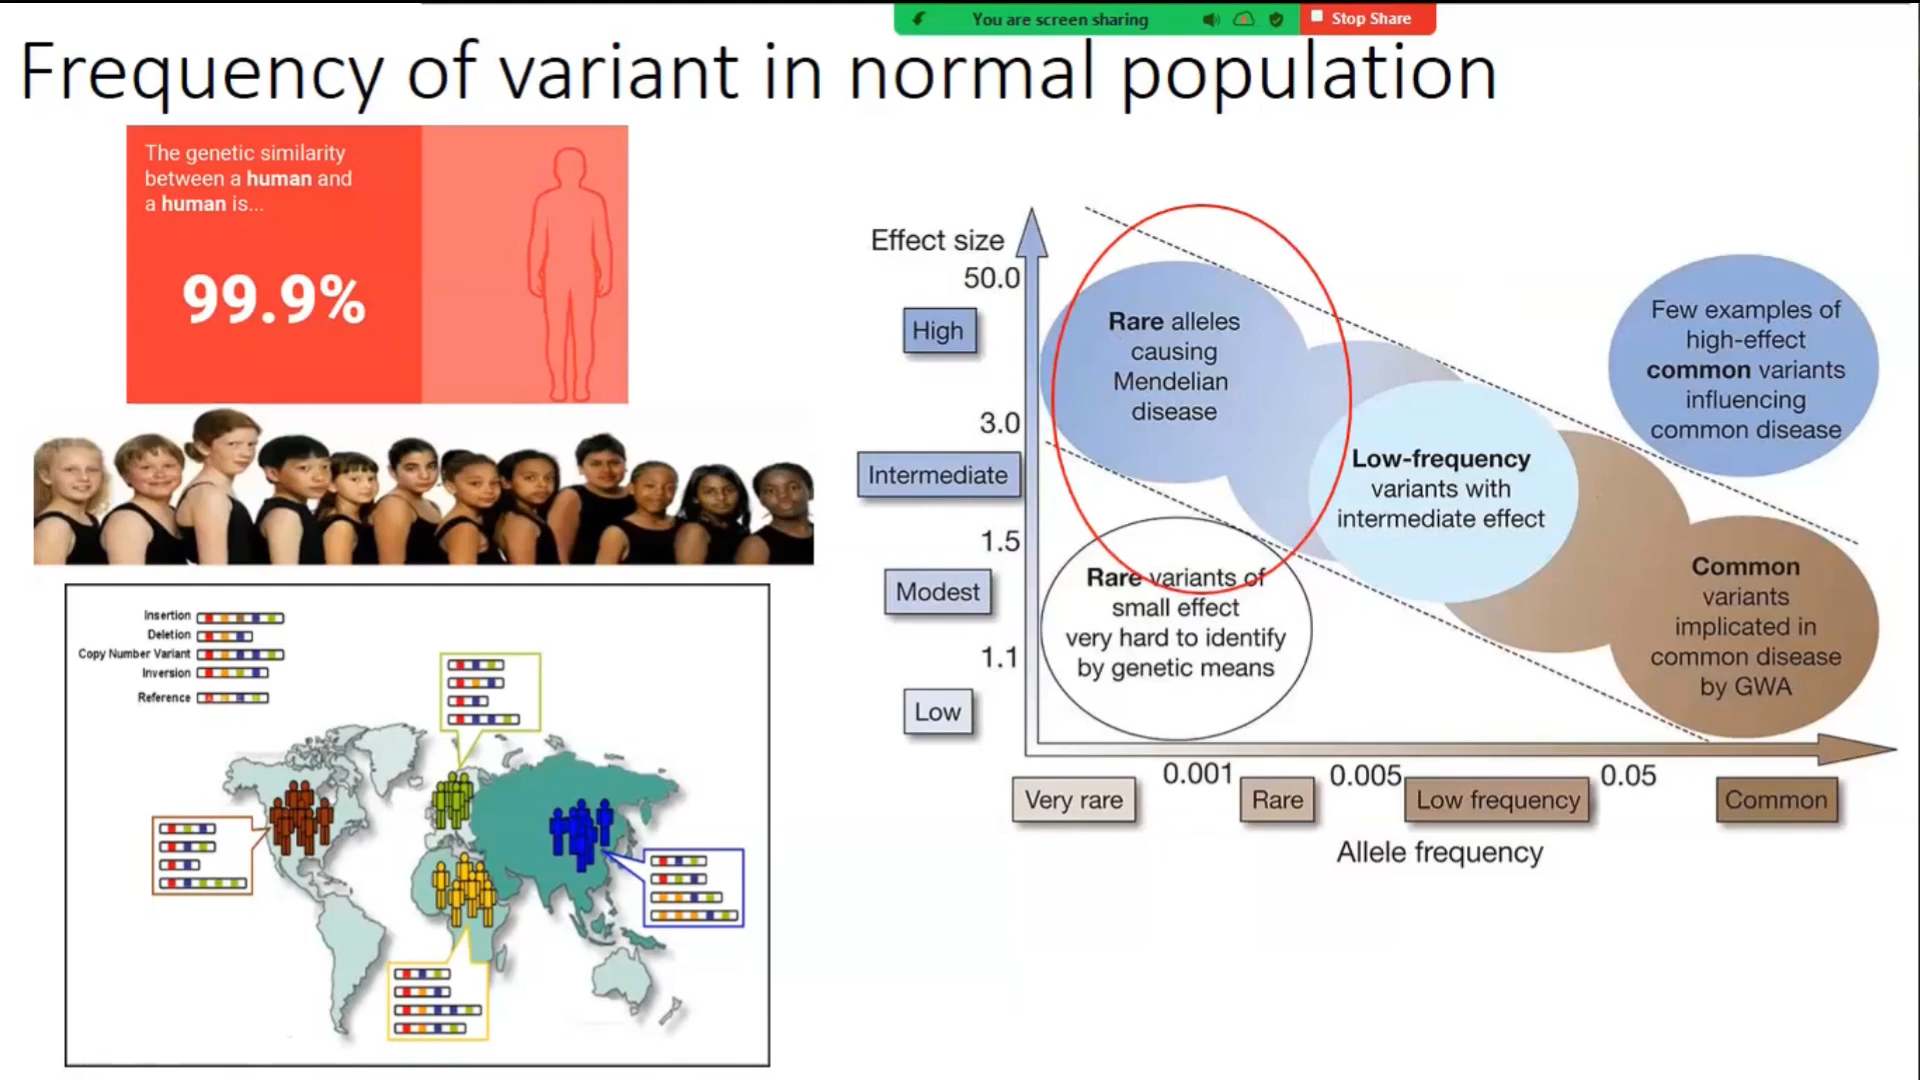 You are screen sharing
Stop Share
Frequency of variant in normal population
The genetic similarity
between a human and
a human is...
99.9%
Insertion
Deletion
Copy Number Variant
Inversion
Reference
Effect size
50.0
High
3.0
Intermediate
1.5
Modest
1.1
Low
Rare alleles
causing
Mendelian
disease
Few examples of
high-effect
common variants
influencing
common disease
Low-frequency
variants with
intermediate effect
Rare variants of
small effect
very hard to identify
by genetic means
Common
variants
implicated in
common disease
by GWA
0.001
0.005
0.05
Very rare
Rare
Low frequency
Common
Allele frequency